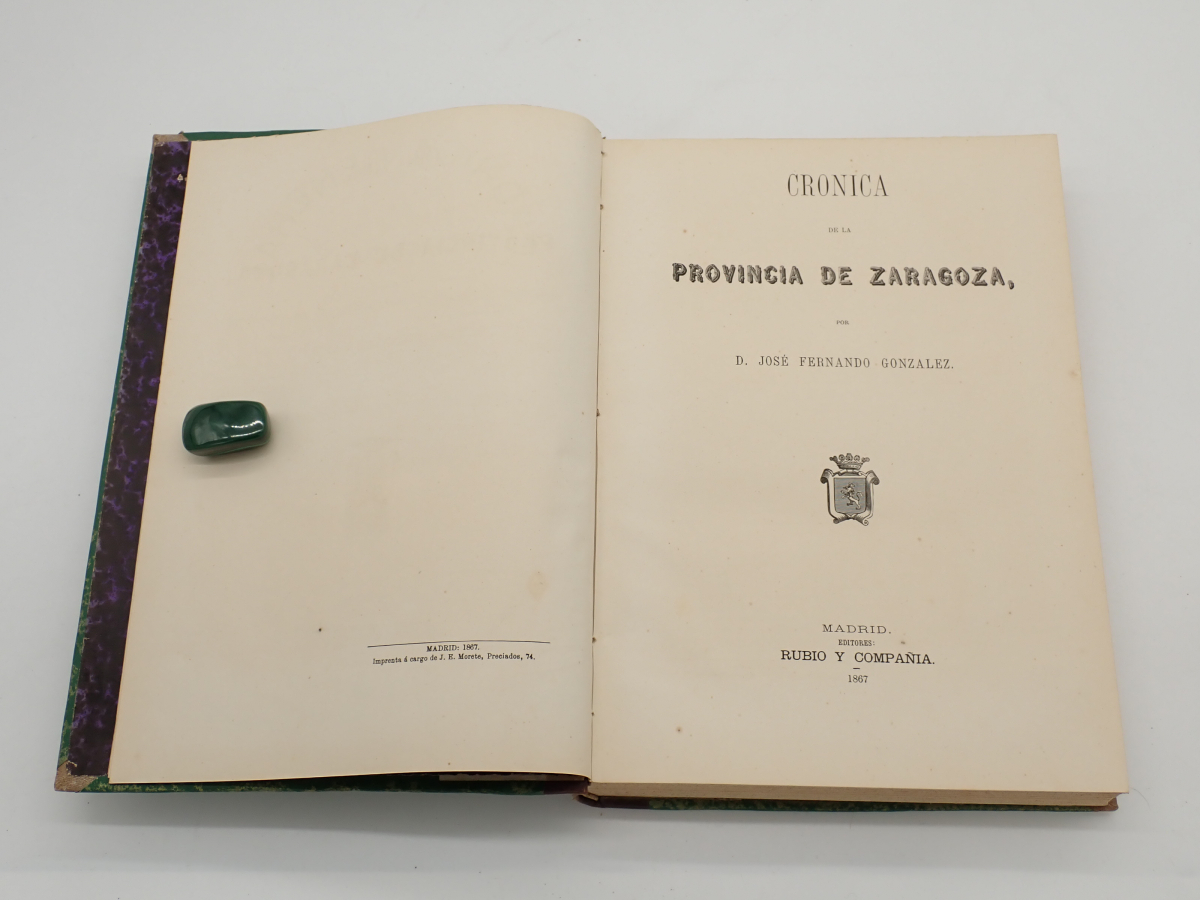 MADRID: 1867.
Imprenta á cargo de J. E. Morete, Preciados, 74.
CRONICA
DE LA
PROVINCIA DE ZARAGOZA,
POR
D. JOSÉ FERNANDO GONZALEZ.
MADRID.
EDITORES:
RUBIO Y COMPAÑIA.
1867